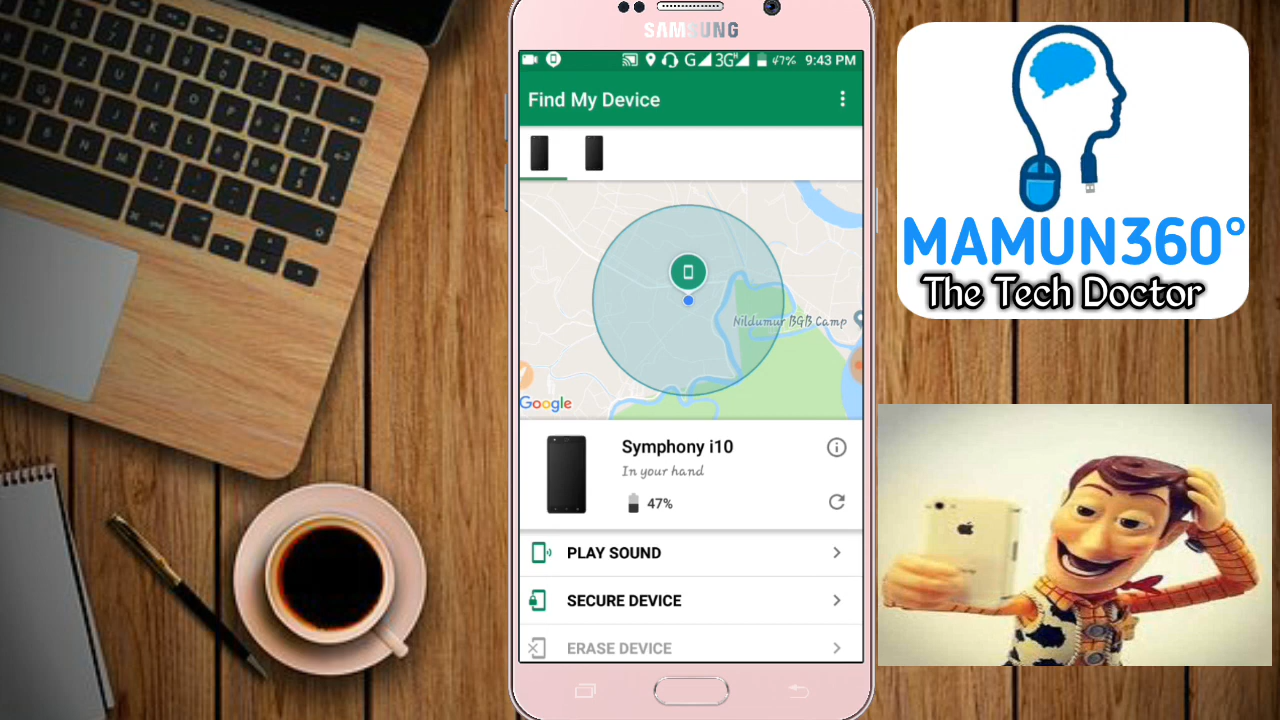 SAMSUNG
G 3G H 47% 9:43 PM
Find My Device
Nildumur BGB Camp
Google
Symphony i10
In your hand
47%
PLAY SOUND
SECURE DEVICE
ERASE DEVICE
MAMUN360°
The Tech Doctor